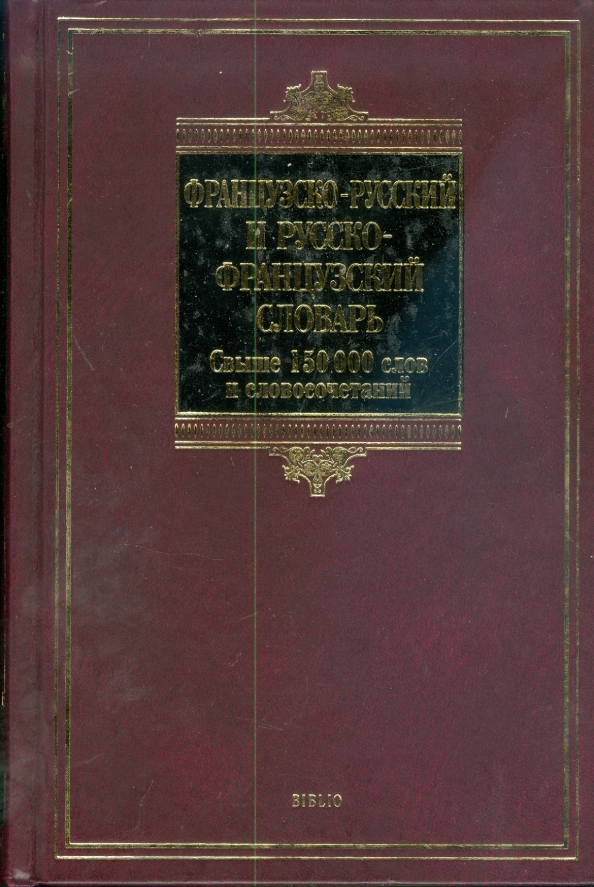 ФРАНЦУЗСКО-РУССКИЙ
И РУССКО-
ФРАНЦУЗСКИЙ
СЛОВАРЬ
Свыше 150 000 слов
и словосочетаний
BIBLIO